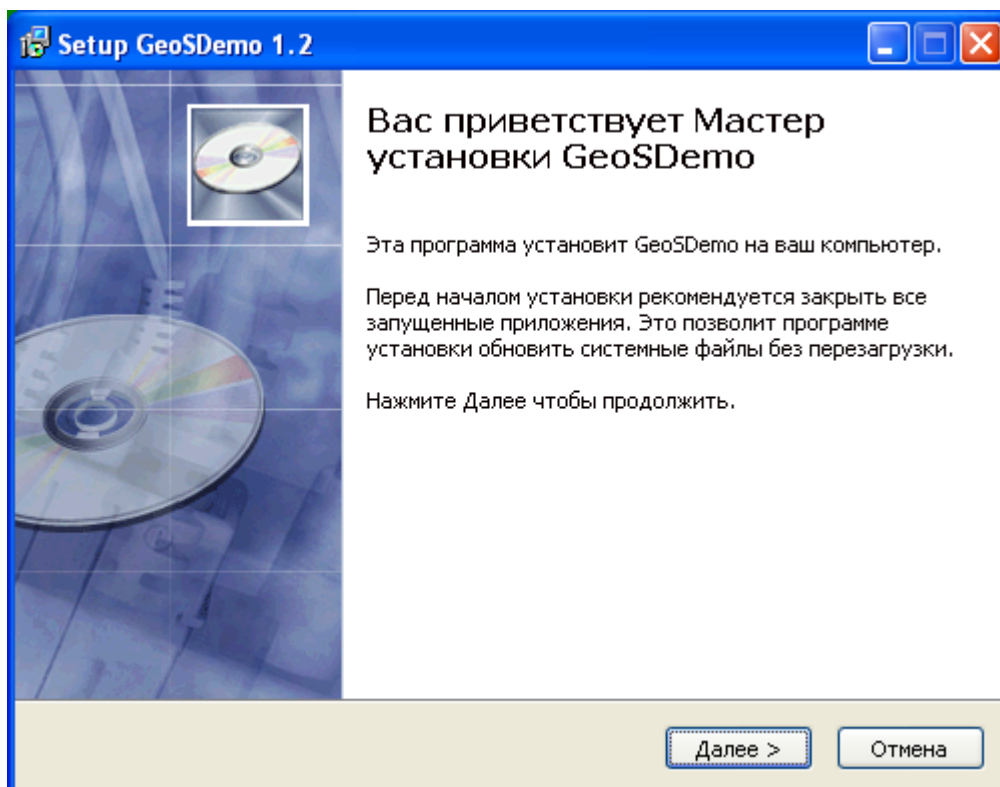 Setup GeoSDemo 1.2
Вас приветствует Мастер
установки GeoSDemo
Эта программа установит GeoSDemo на ваш компьютер.
Перед началом установки рекомендуется закрыть все
запущенные приложения. Это позволит программе
установки обновить системные файлы без перезагрузки.
Нажмите Далее чтобы продолжить.
Далее >
Отмена